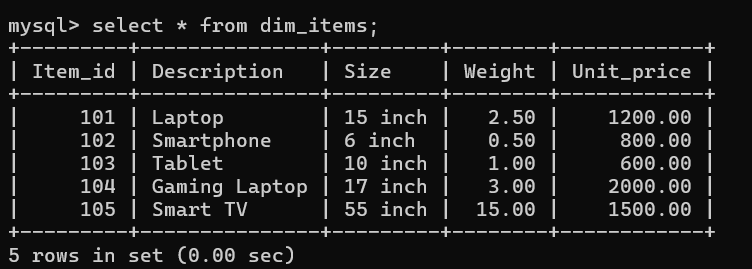 mysql> select * from dim_items;
+---------+---------------+---------+--------+------------+
| Item_id | Description   | Size    | Weight | Unit_price |
+---------+---------------+---------+--------+------------+
|     101 | Laptop        | 15 inch |   2.50 |    1200.00 |
|     102 | Smartphone    | 6 inch  |   0.50 |     800.00 |
|     103 | Tablet        | 10 inch |   1.00 |     600.00 |
|     104 | Gaming Laptop | 17 inch |   3.00 |    2000.00 |
|     105 | Smart TV      | 55 inch |  15.00 |    1500.00 |
+---------+---------------+---------+--------+------------+
5 rows in set (0.00 sec)